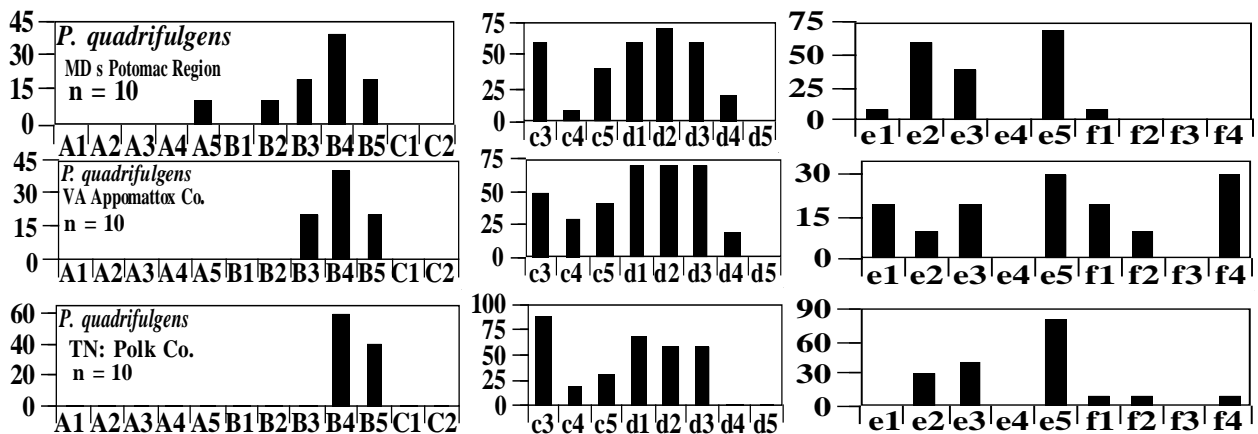 45
30
15
0
P. quadrifulgens
MD s Potomac Region
n = 10
A1 A2 A3 A4 A5 B1 B2 B3 B4 B5 C1 C2
75
50
25
0
c3 c4 c5 d1 d2 d3 d4 d5
75
50
25
0
e1 e2 e3 e4 e5 f1 f2 f3 f4
45
30
15
0
P. quadrifulgens
VA Appomattox Co.
n = 10
A1 A2 A3 A4 A5 B1 B2 B3 B4 B5 C1 C2
75
50
25
0
c3 c4 c5 d1 d2 d3 d4 d5
30
15
0
e1 e2 e3 e4 e5 f1 f2 f3 f4
60
40
20
0
P. quadrifulgens
TN: Polk Co.
n = 10
A1 A2 A3 A4 A5 B1 B2 B3 B4 B5 C1 C2
100
75
50
25
0
c3 c4 c5 d1 d2 d3 d4 d5
90
60
30
0
e1 e2 e3 e4 e5 f1 f2 f3 f4